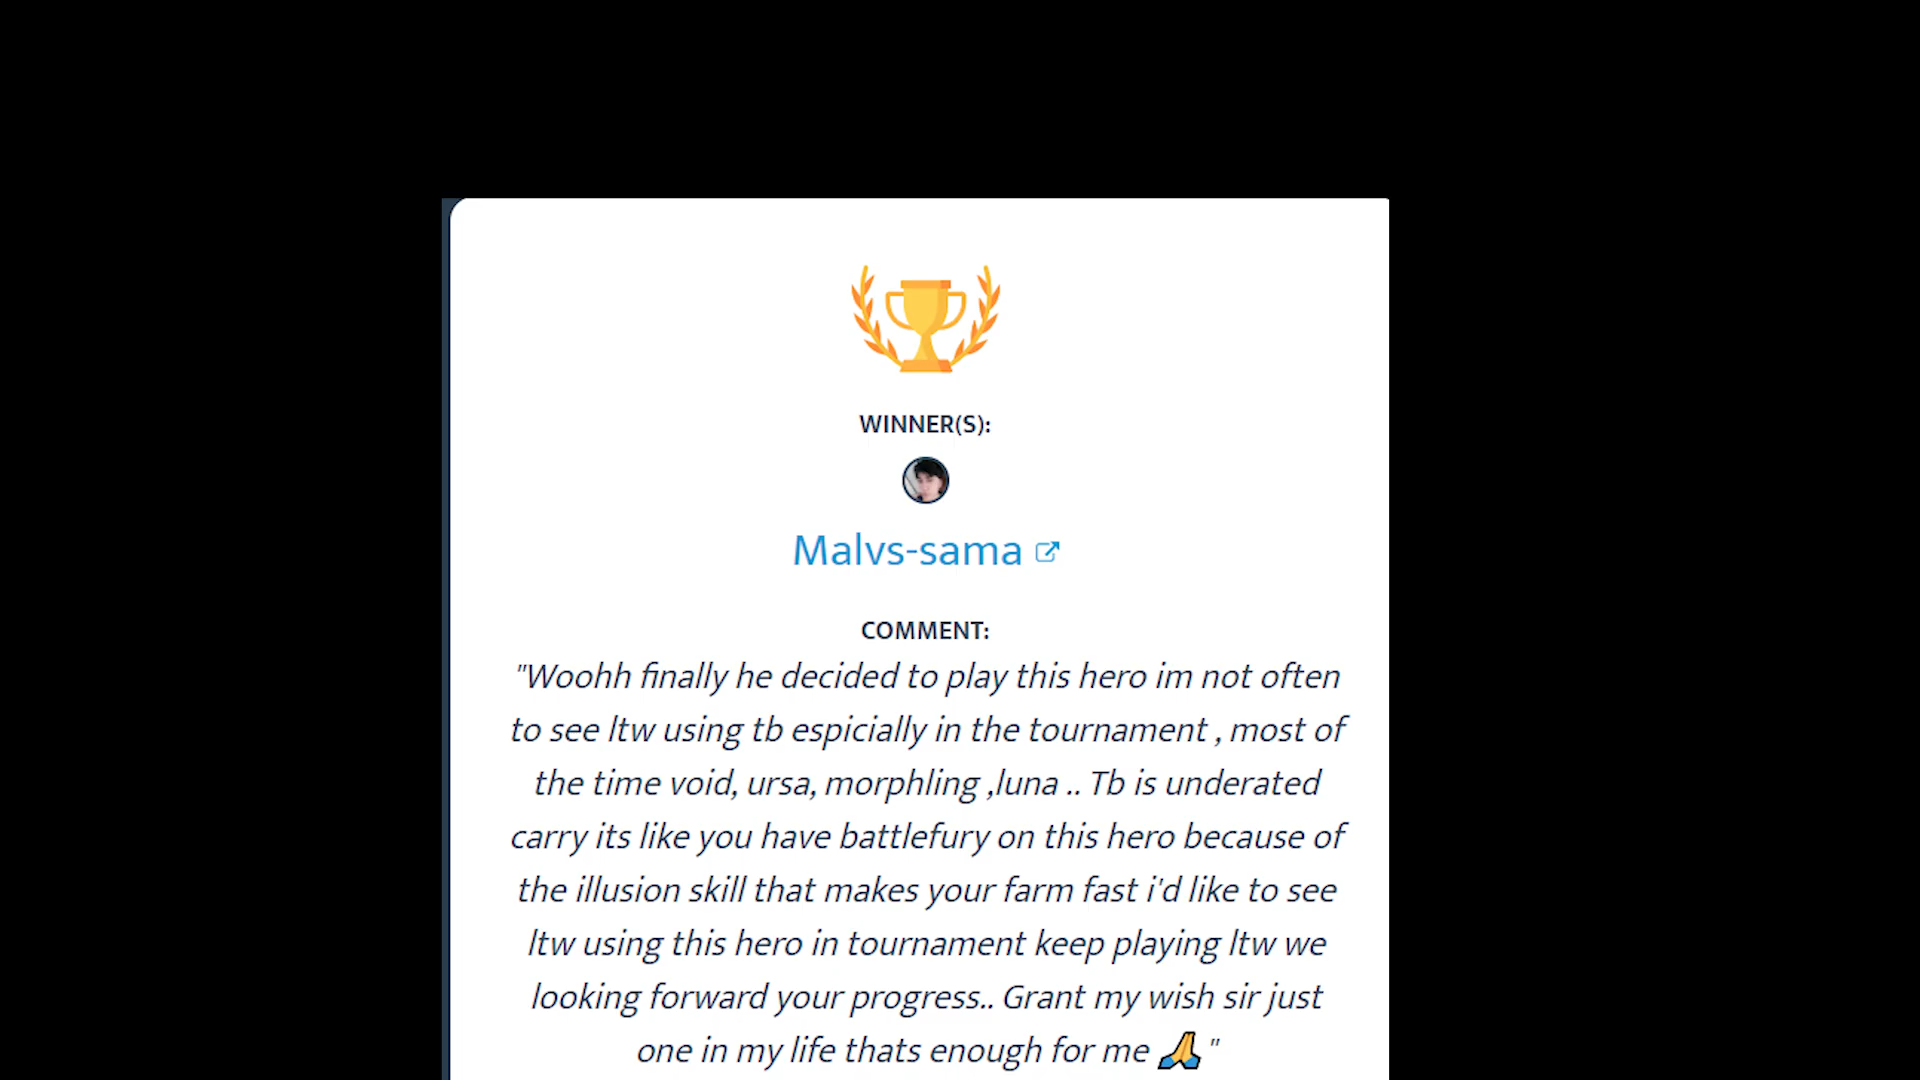 WINNER(S):
Malvs-sama
COMMENT:
"Woohh finally he decided to play this hero im not often
to see ltw using tb espicially in the tournament , most of
the time void, ursa, morphling ,luna .. Tb is underated
carry its like you have battlefury on this hero because of
the illusion skill that makes your farm fast i'd like to see
ltw using this hero in tournament keep playing ltw we
looking forward your progress.. Grant my wish sir just
one in my life thats enough for me 🙏 "